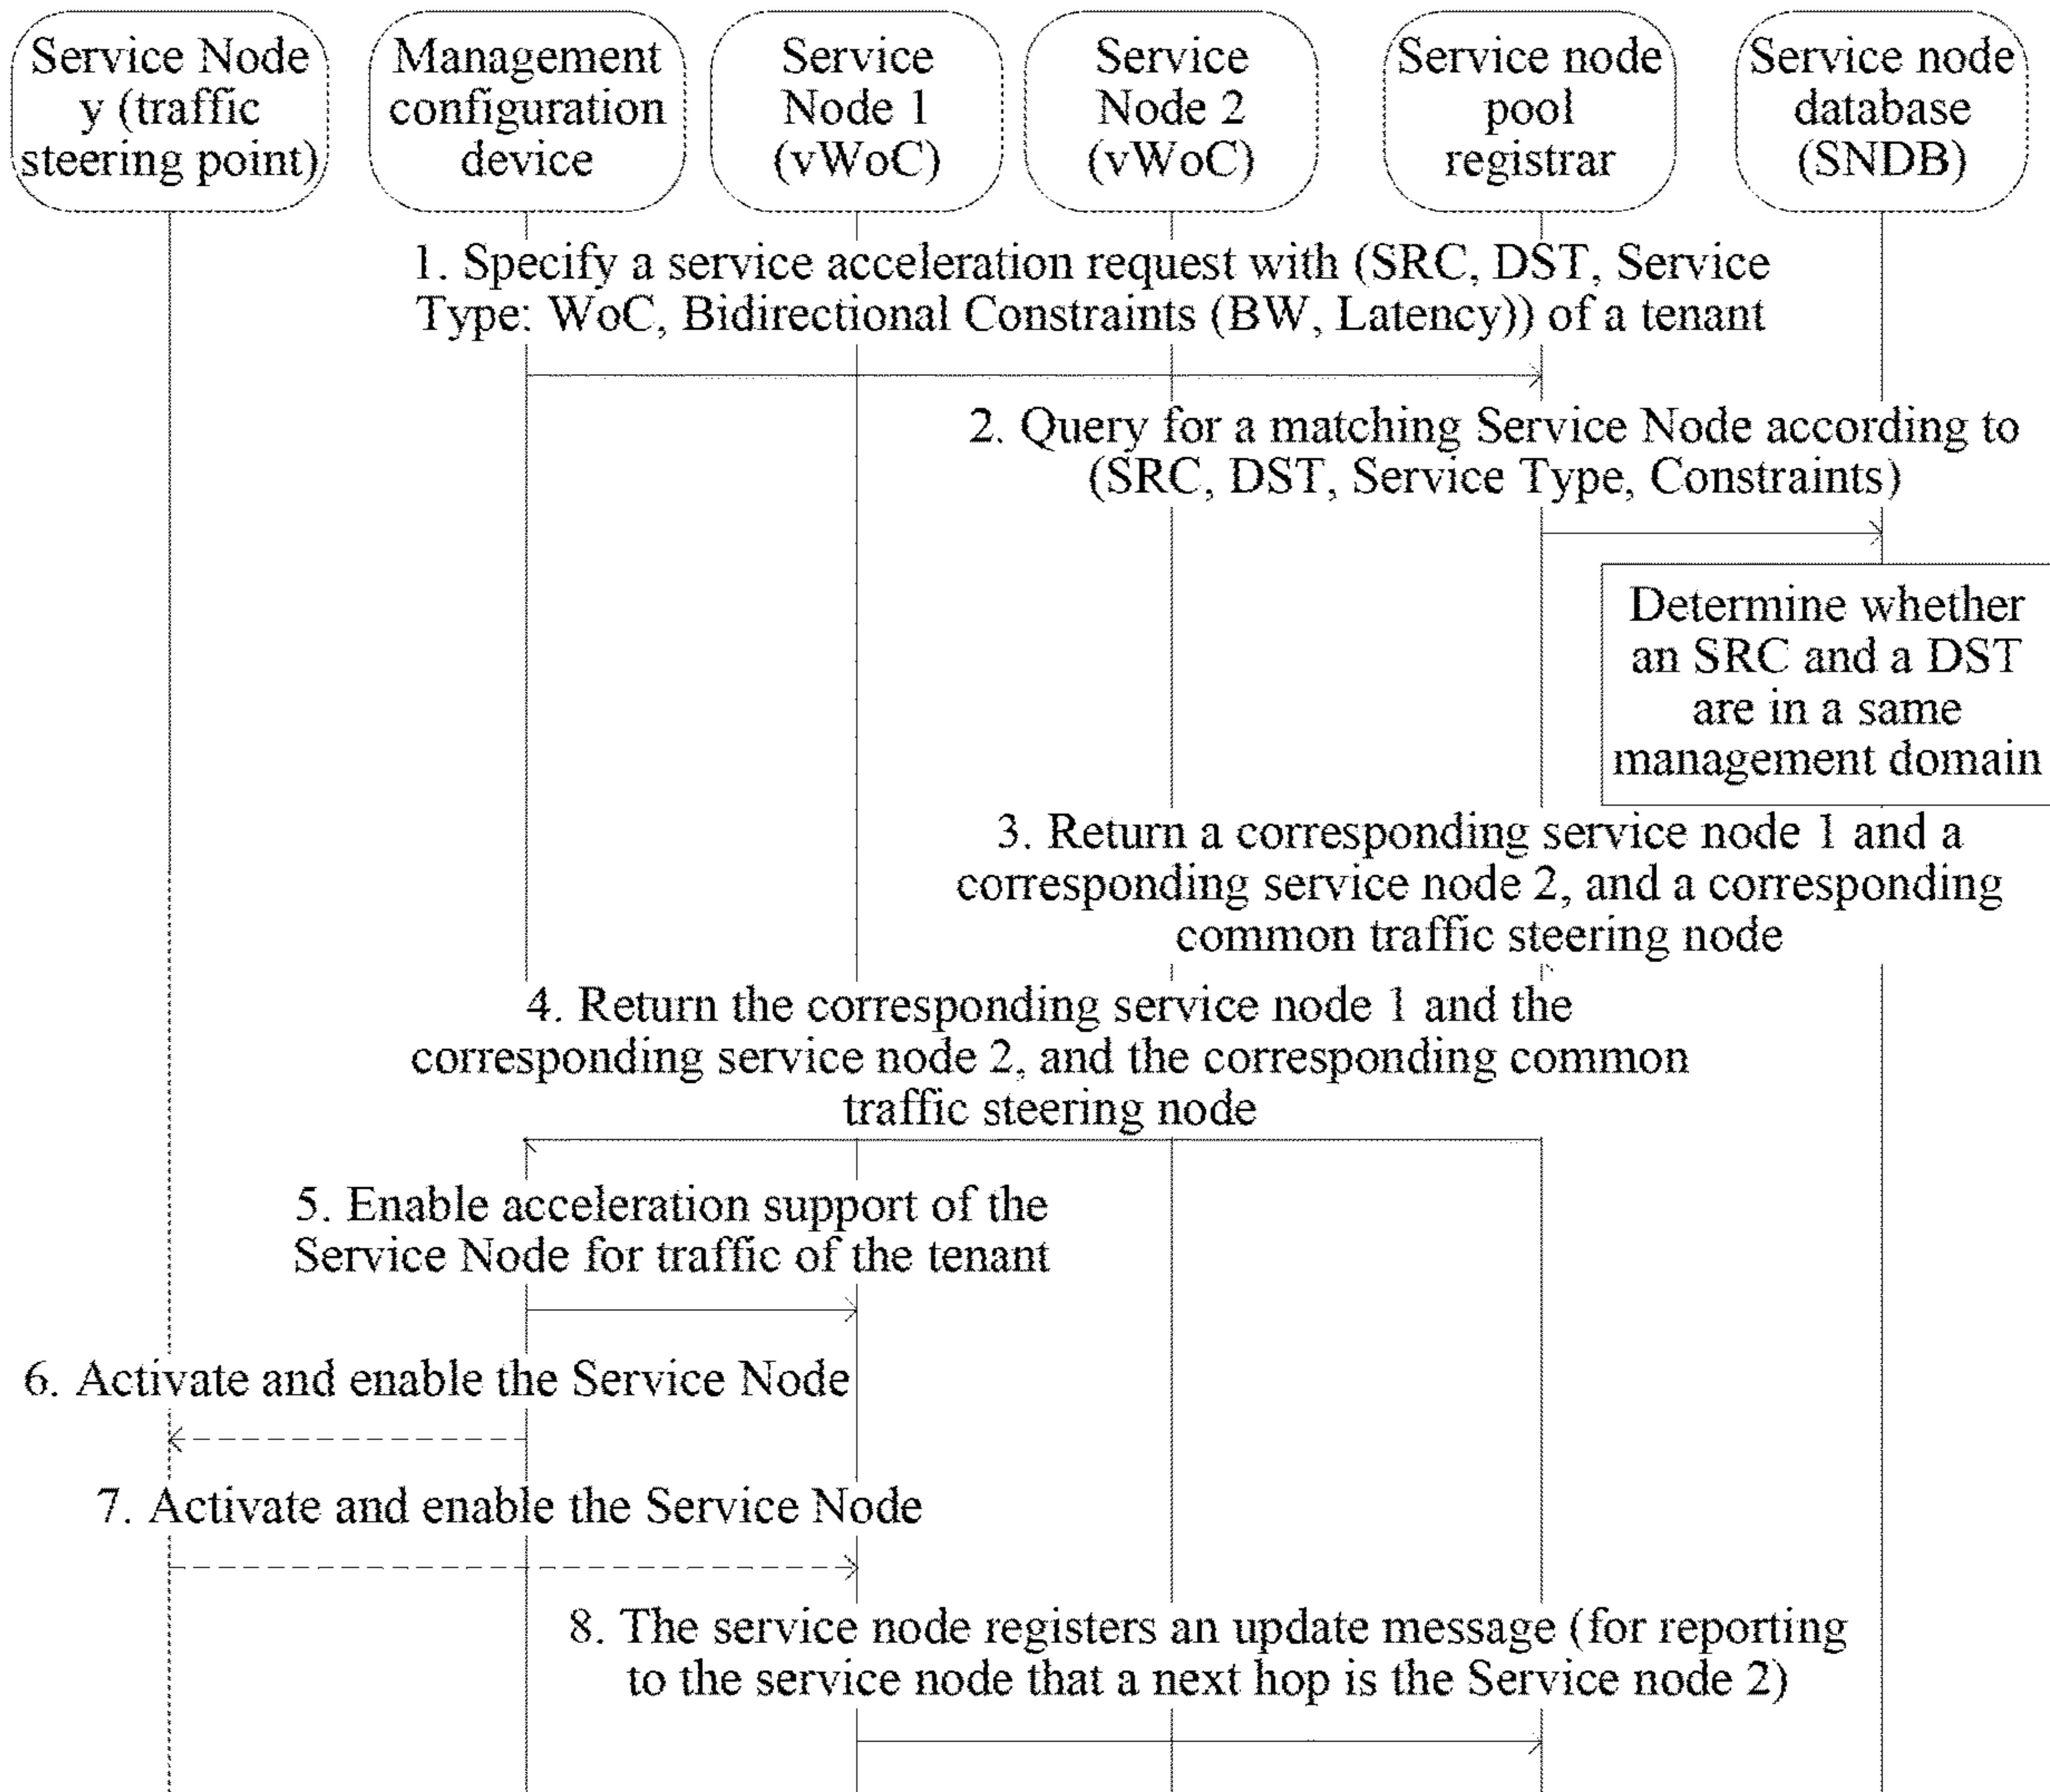 Service Node
y (traffic
steering point)
Management
configuration
device
Service
Node 1
(vWoC)
Service
Node 2
(vWoC)
Service node
pool
registrar
Service node
database
(SNDB)
1. Specify a service acceleration request with (SRC, DST, Service
Type: WoC, Bidirectional Constraints (BW, Latency)) of a tenant
2. Query for a matching Service Node according to
(SRC, DST, Service Type, Constraints)
Determine whether
an SRC and a DST
are in a same
management domain
3. Return a corresponding service node 1 and a
corresponding service node 2, and a corresponding
common traffic steering node
4. Return the corresponding service node 1 and the
corresponding service node 2, and the corresponding common
traffic steering node
5. Enable acceleration support of the
Service Node for traffic of the tenant
6. Activate and enable the Service Node
7. Activate and enable the Service Node
8. The service node registers an update message (for reporting
to the service node that a next hop is the Service node 2)